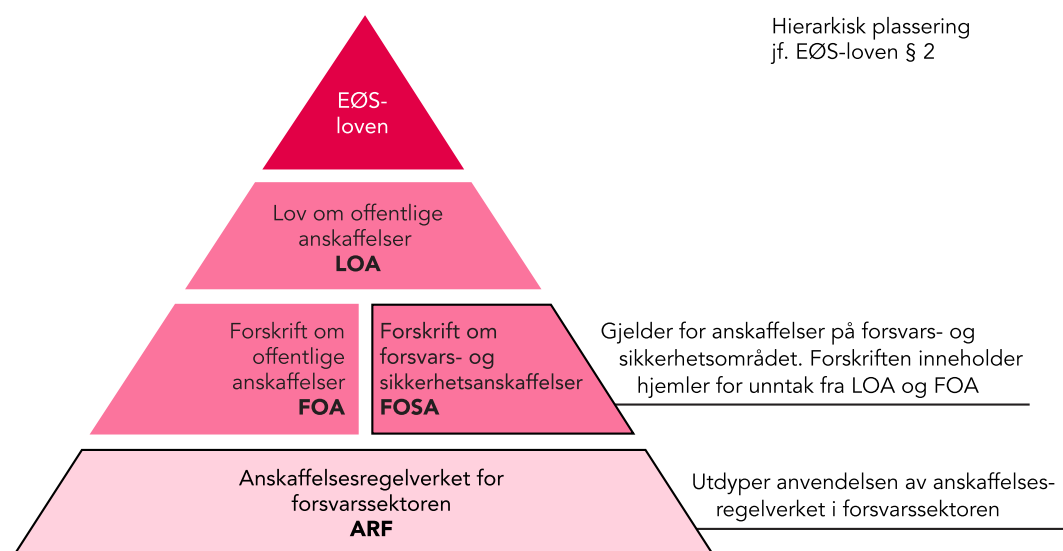 Hierarkisk plassering
jf. EØS-loven § 2
EØS-
loven
Lov om offentlige
anskaffelser
LOA
Forskrift om
offentlige
anskaffelser
FOA
Forskrift om
forsvars- og
sikkerhetsanskaffelser
FOSA
Gjelder for anskaffelser på forsvars- og
sikkerhetsområdet. Forskriften inneholder
hjemler for unntak fra LOA og FOA
Anskaffelsesregelverket for
forsvarssektoren
ARF
Utdyper anvendelsen av anskaffelses-
regelverket i forsvarssektoren